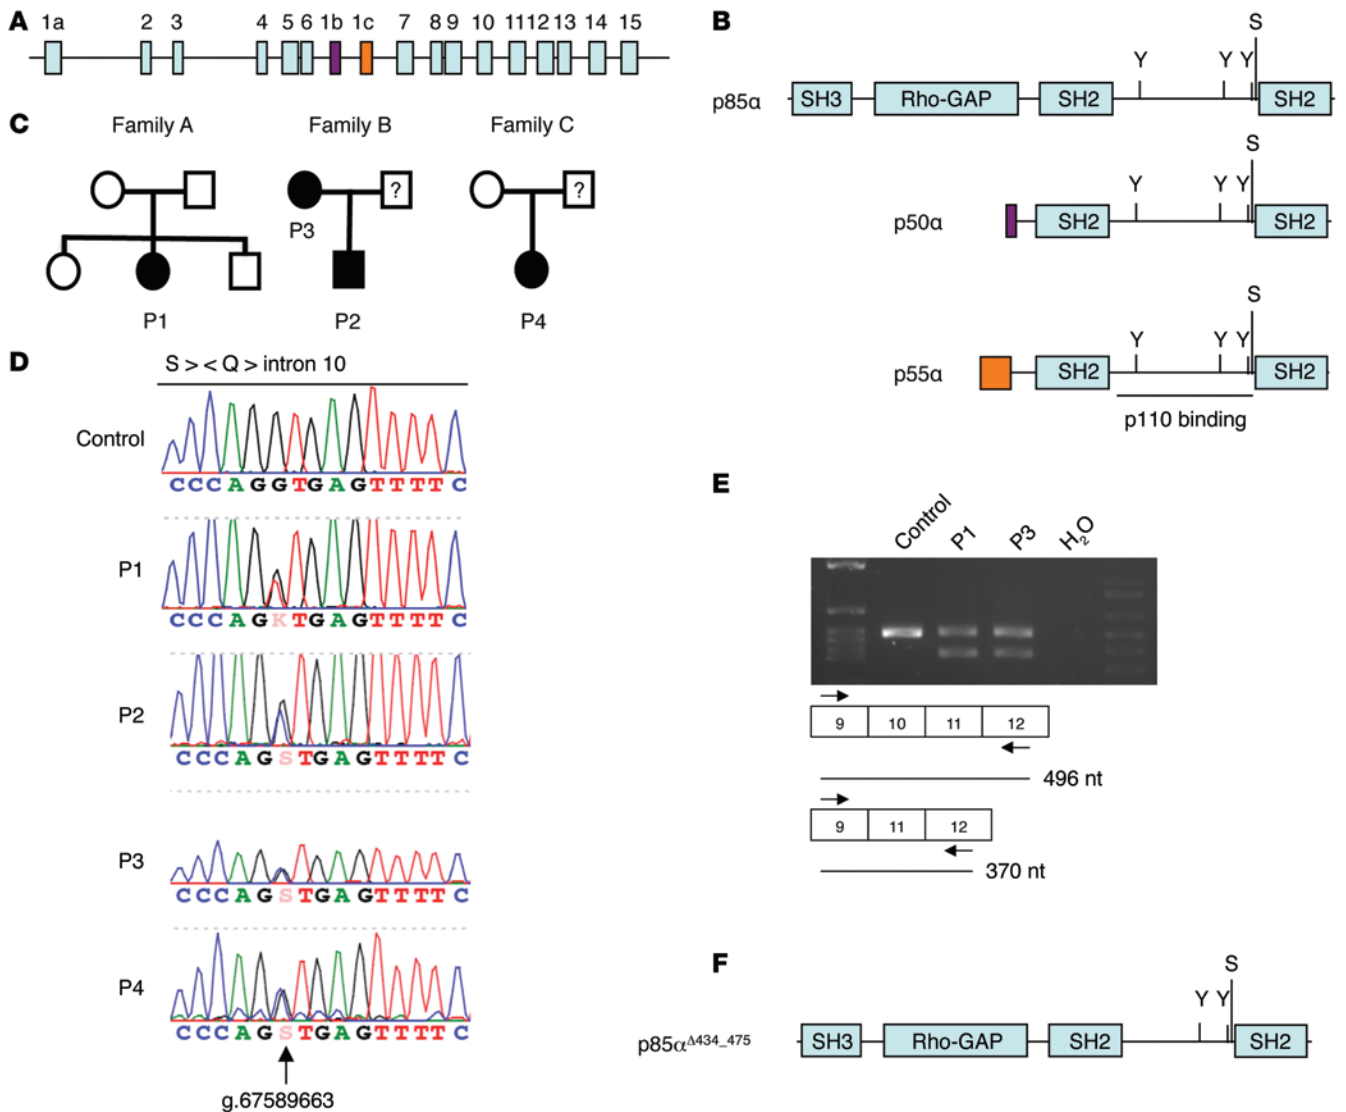 A
1a 2 3 4 5 6 1b 1c 7 8 9 10 11 12 13 14 15
B
S
Y Y Y
p85α SH3 Rho-GAP SH2 SH2
S
Y Y Y
p50α SH2 SH2
S
Y Y Y
p55α SH2 SH2
p110 binding
C
Family A Family B Family C
? ?
P3
P1 P2 P4
D
S > < Q > intron 10
Control
CCCAGGTGAGTTTTC
P1
CCCAGKTGAGTTTTC
P2
CCCAGSTGAGTTTTC
P3
CCCAGSTGAGTTTTC
P4
CCCAGSTGAGTTTTC
g.67589663
E
Control P1 P3 H2O
9 10 11 12
496 nt
9 11 12
370 nt
F
S
Y Y
p85αΔ434_475 SH3 Rho-GAP SH2 SH2